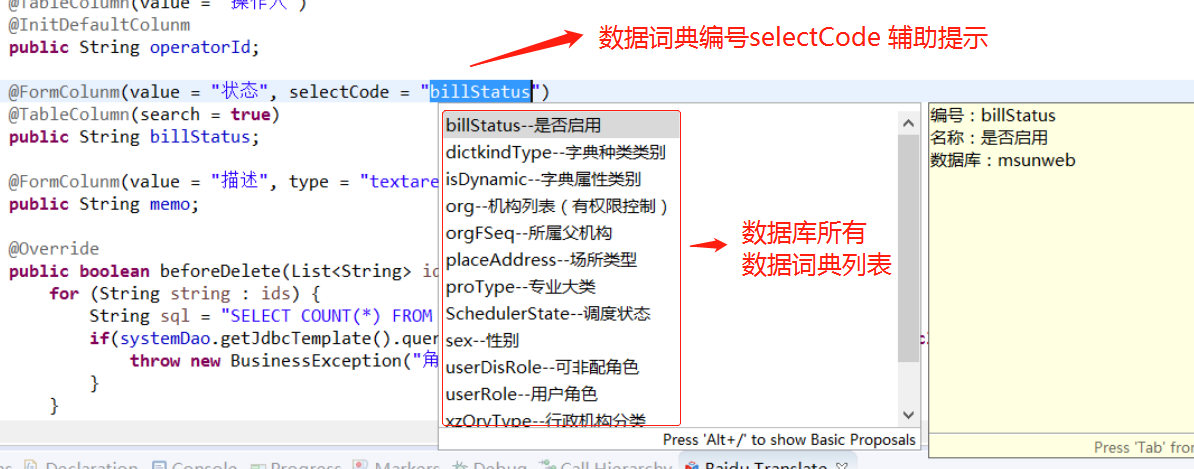 @TableColumn(value = "操作人")
@InitDefaultColunm
public String operatorId;
数据词典编号selectCode 辅助提示
@FormColunm(value = "状态", selectCode = "billStatus")
@TableColumn(search = true)
public String billStatus;
@FormColunm(value = "描述", type = "textare
public String memo;
@Override
public boolean beforeDelete(List<String> id
for (String string : ids) {
String sql = "SELECT COUNT(*) FROM
if(systemDao.getJdbcTemplate().quer
throw new BusinessException("角
}
}
billStatus--是否启用
dictkindType--字典种类类别
isDynamic--字典属性类别
org--机构列表（有权限控制）
orgFSeq--所属父机构
placeAddress--场所类型
proType--专业大类
SchedulerState--调度状态
sex--性别
userDisRole--可非配角色
userRole--用户角色
xzQryType--行政机构分类
Press 'Alt+/' to show Basic Proposals
数据库所有
数据词典列表
编号：billStatus
名称：是否启用
数据库：msunweb
Press 'Tab' from
Declaration
Console
Progress
Markers
Debug
Call Hierarchy
Baidu Translate